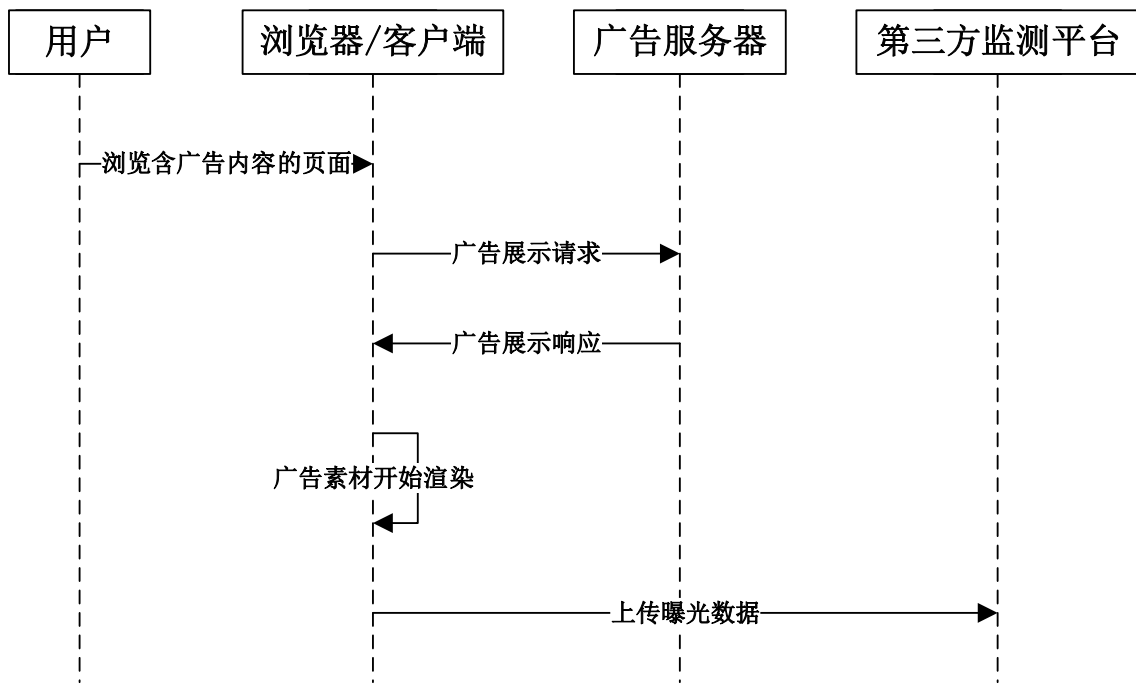 用户
浏览器/客户端
广告服务器
第三方监测平台
浏览含广告内容的页面
广告展示请求
广告展示响应
广告素材开始渲染
上传曝光数据